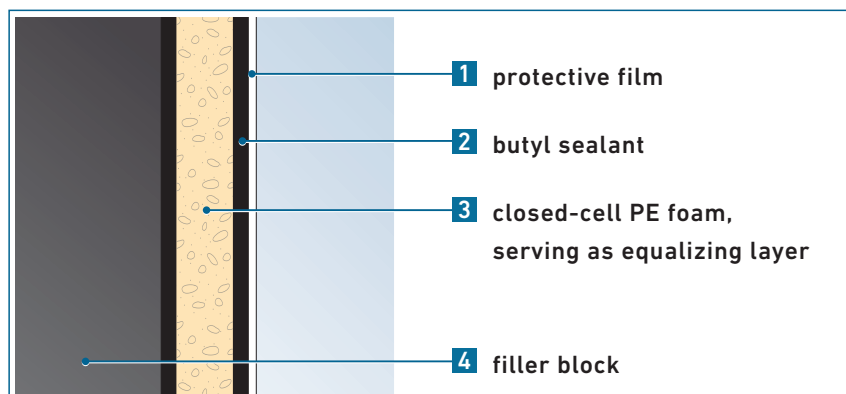 1 protective film
2 butyl sealant
3 closed-cell PE foam,
serving as equalizing layer
4 filler block